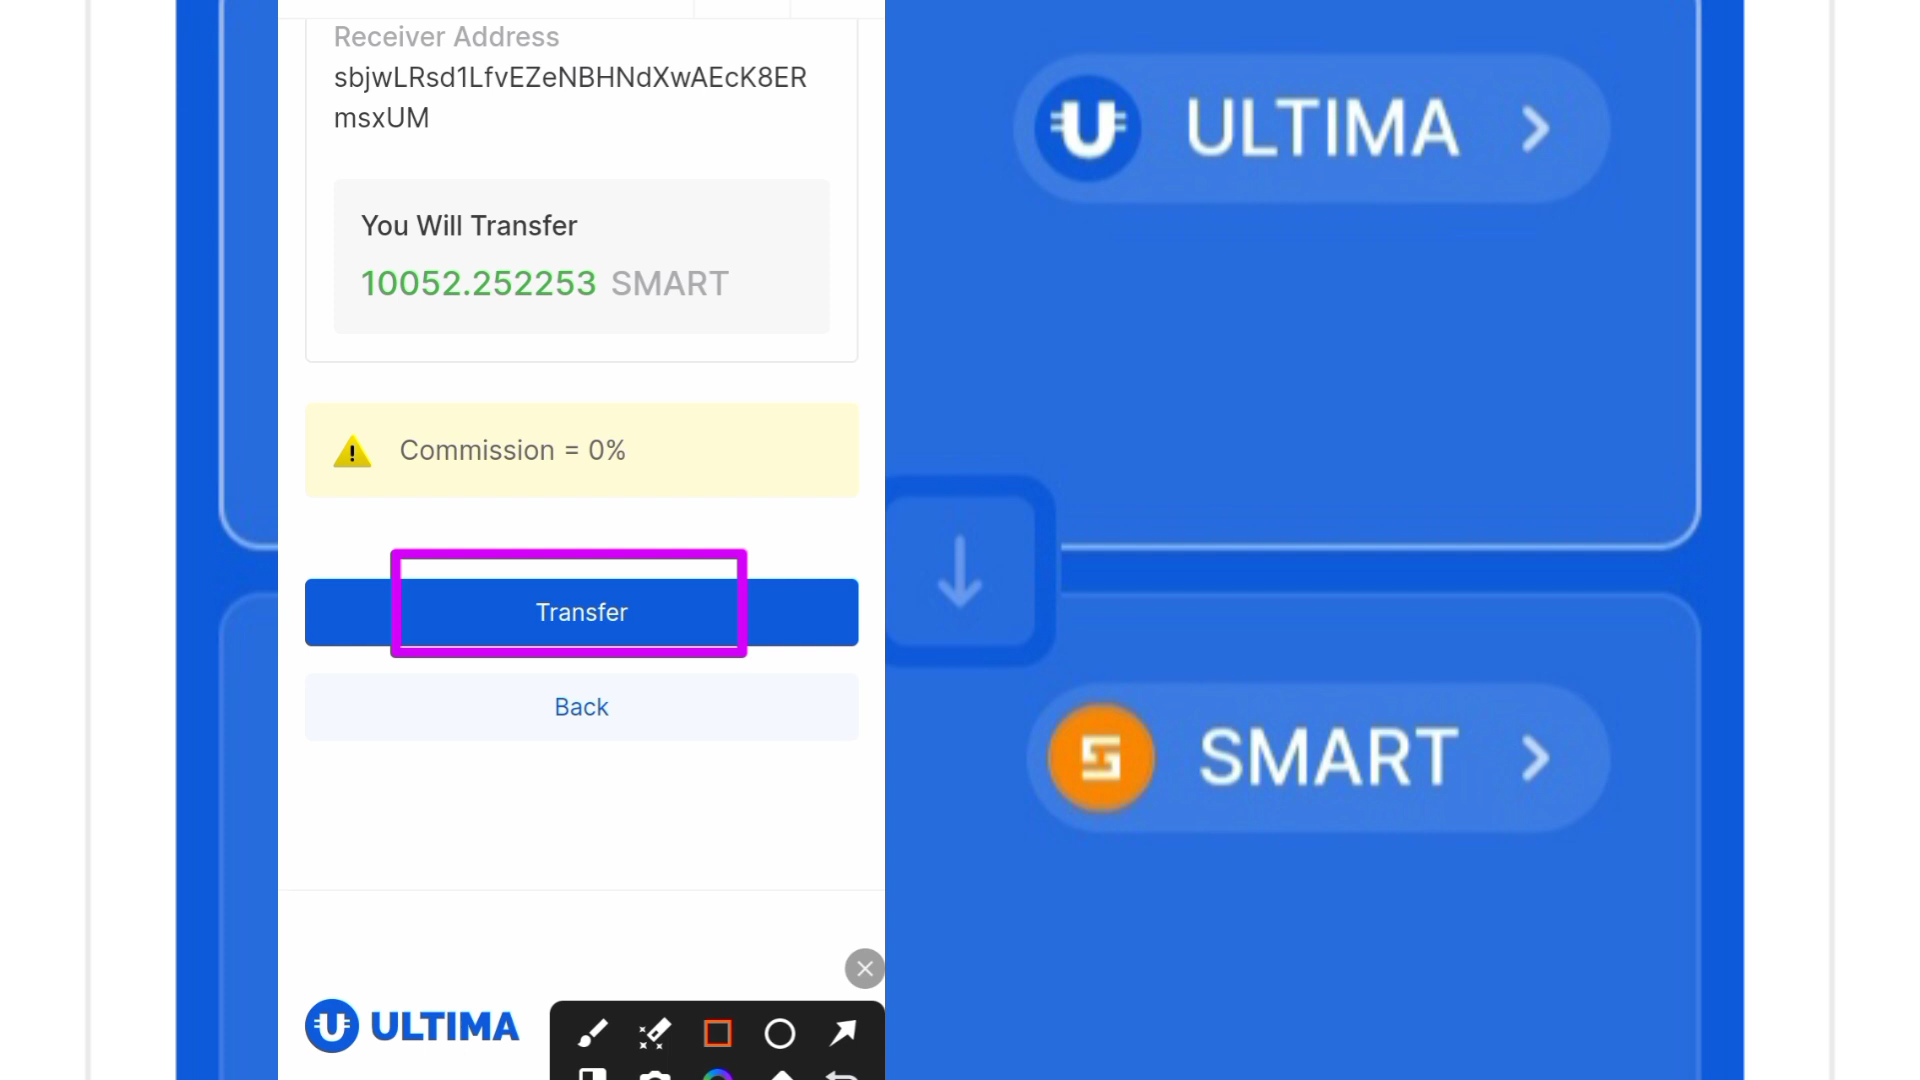 Receiver Address
sbjwLRsd1LfvEZeNBHNdXwAEcK8ER
msxUM
You Will Transfer
10052.252253 SMART
Commission = 0%
Transfer
Back
ULTIMA
ULTIMA
SMART